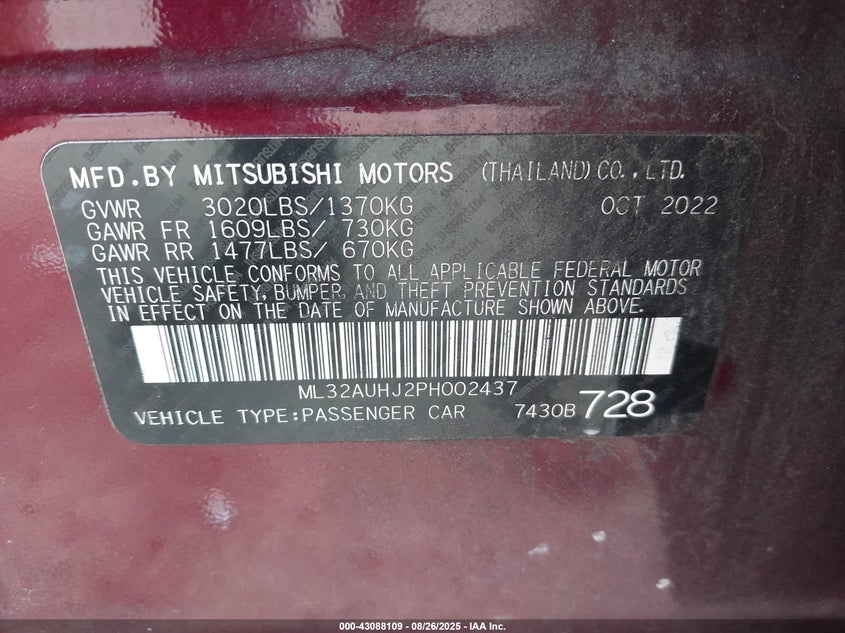 MFD.BY MITSUBISHI MOTORS (THAILAND) CO.,LTD.
GVWR 3020LBS/1370KG OCT 2022
GAWR FR 1609LBS/ 730KG
GAWR RR 1477LBS/ 670KG
THIS VEHICLE CONFORMS TO ALL APPLICABLE FEDERAL MOTOR
VEHICLE SAFETY, BUMPER, AND THEFT PREVENTION STANDARDS
IN EFFECT ON THE DATE OF MANUFACTURE SHOWN ABOVE.
ML32AUHJ2PH002437
VEHICLE TYPE:PASSENGER CAR 7430B 728
000-43088109 - 08/26/2025 - IAA Inc.